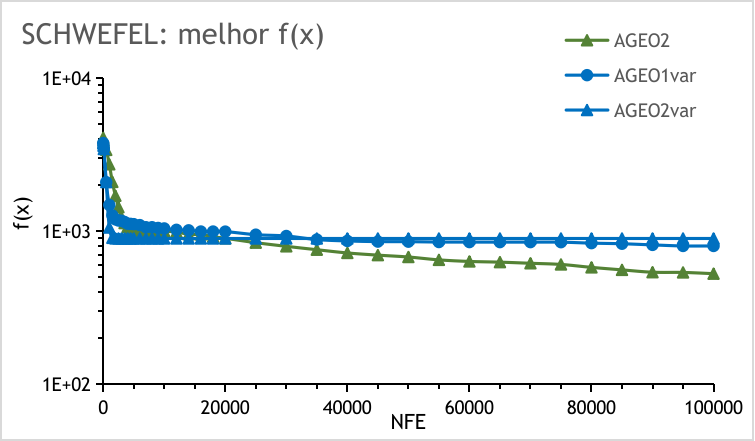 SCHWEFEL: melhor f(x)
AGEO2
AGEO1var
AGEO2var
1E+04
1E+03
1E+02
f(x)
0 20000 40000 60000 80000 100000
NFE